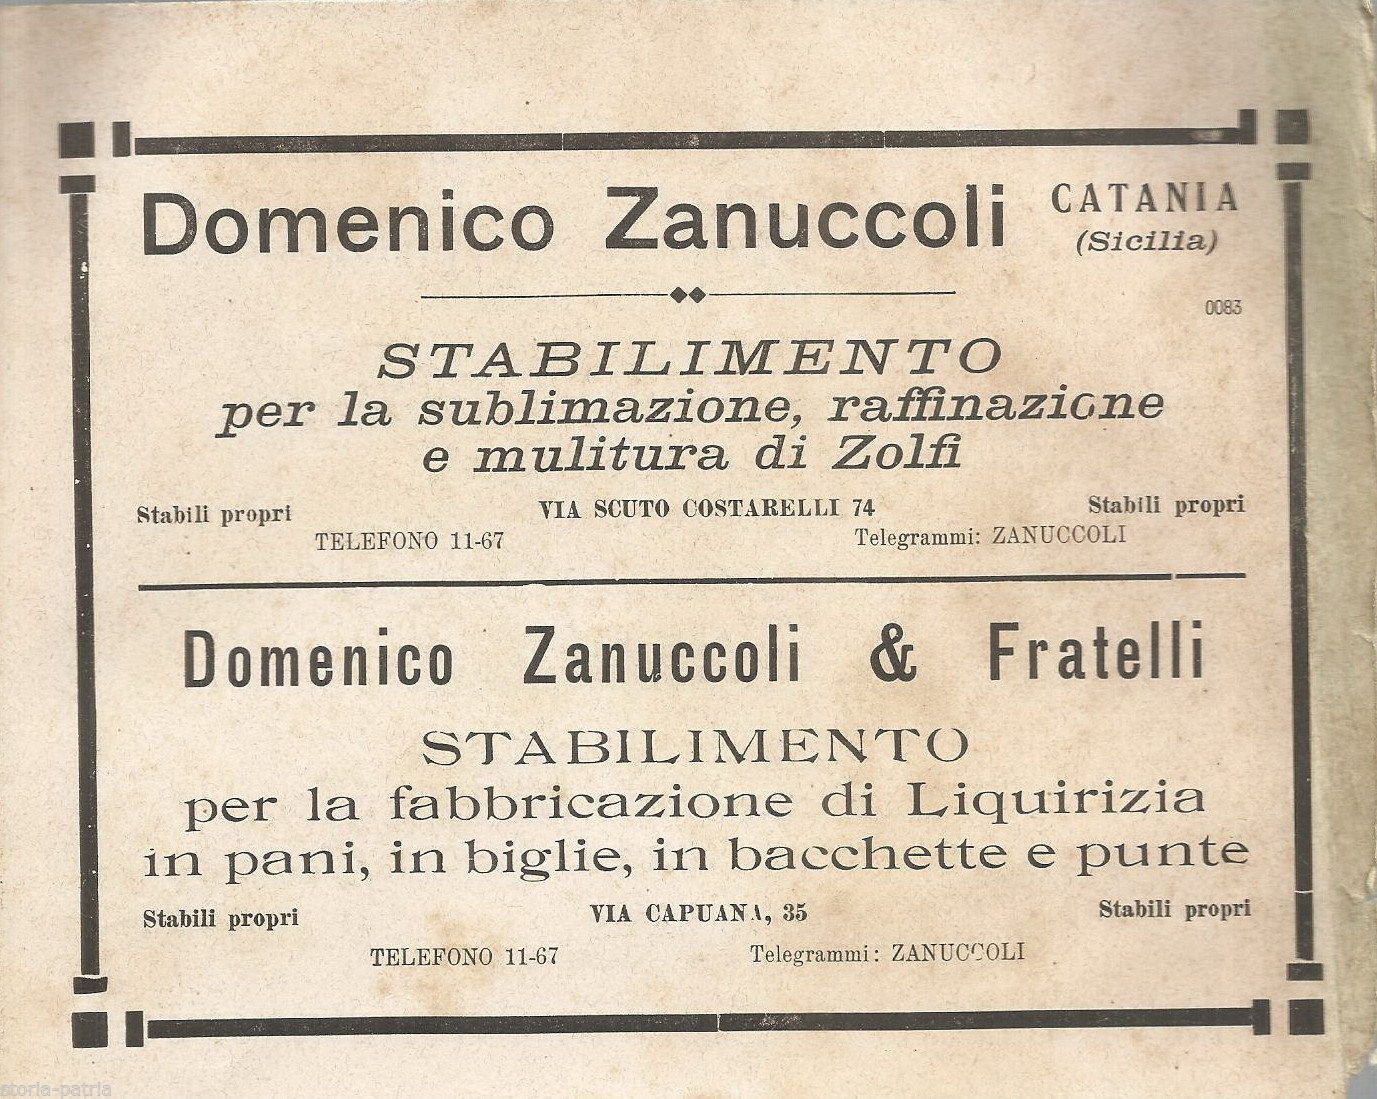 Domenico Zanuccoli
CATANIA
(Sicilia)
0083
STABILIMENTO
per la sublimazione, raffinazione
e mulitura di Zolfi
Stabili propri
VIA SCUTO COSTARELLI 74
Stabili propri
TELEFONO 11-67
Telegrammi: ZANUCCOLI
Domenico Zanuccoli & Fratelli
STABILIMENTO
per la fabbricazione di Liquirizia
in pani, in biglie, in bacchette e punte
Stabili propri
VIA CAPUANA, 35
Stabili propri
TELEFONO 11-67
Telegrammi: ZANUCCOLI
storia-patria